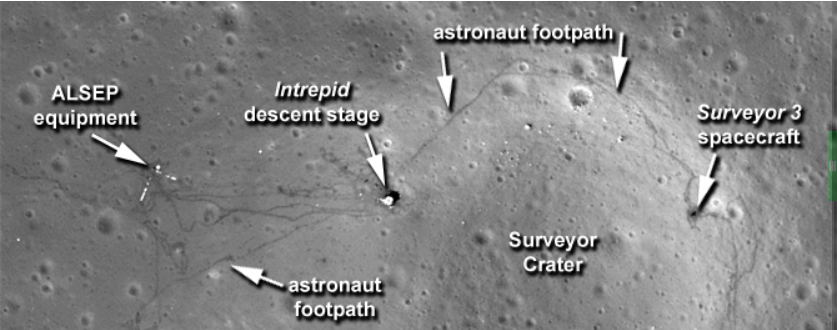 astronaut footpath
ALSEP
equipment
Intrepid
descent stage
Surveyor 3
spacecraft
Surveyor
Crater
astronaut
footpath